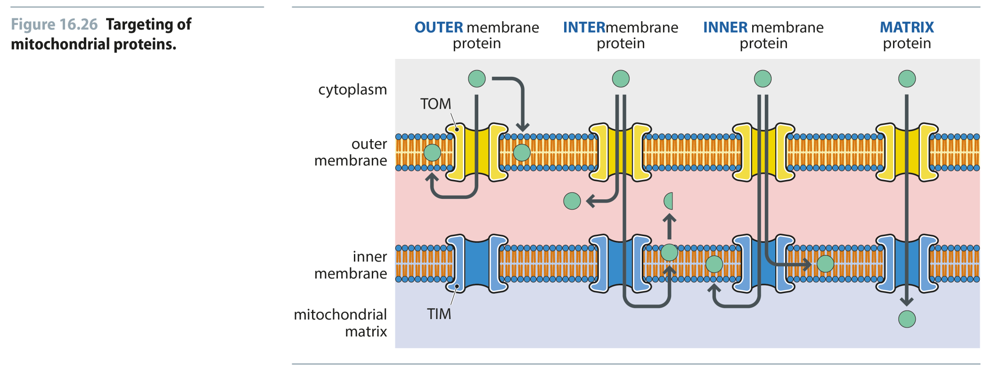 Figure 16.26 Targeting of
mitochondrial proteins.
OUTER membrane
protein
INTERmembrane
protein
INNER membrane
protein
MATRIX
protein
cytoplasm
TOM
outer
membrane
inner
membrane
TIM
mitochondrial
matrix